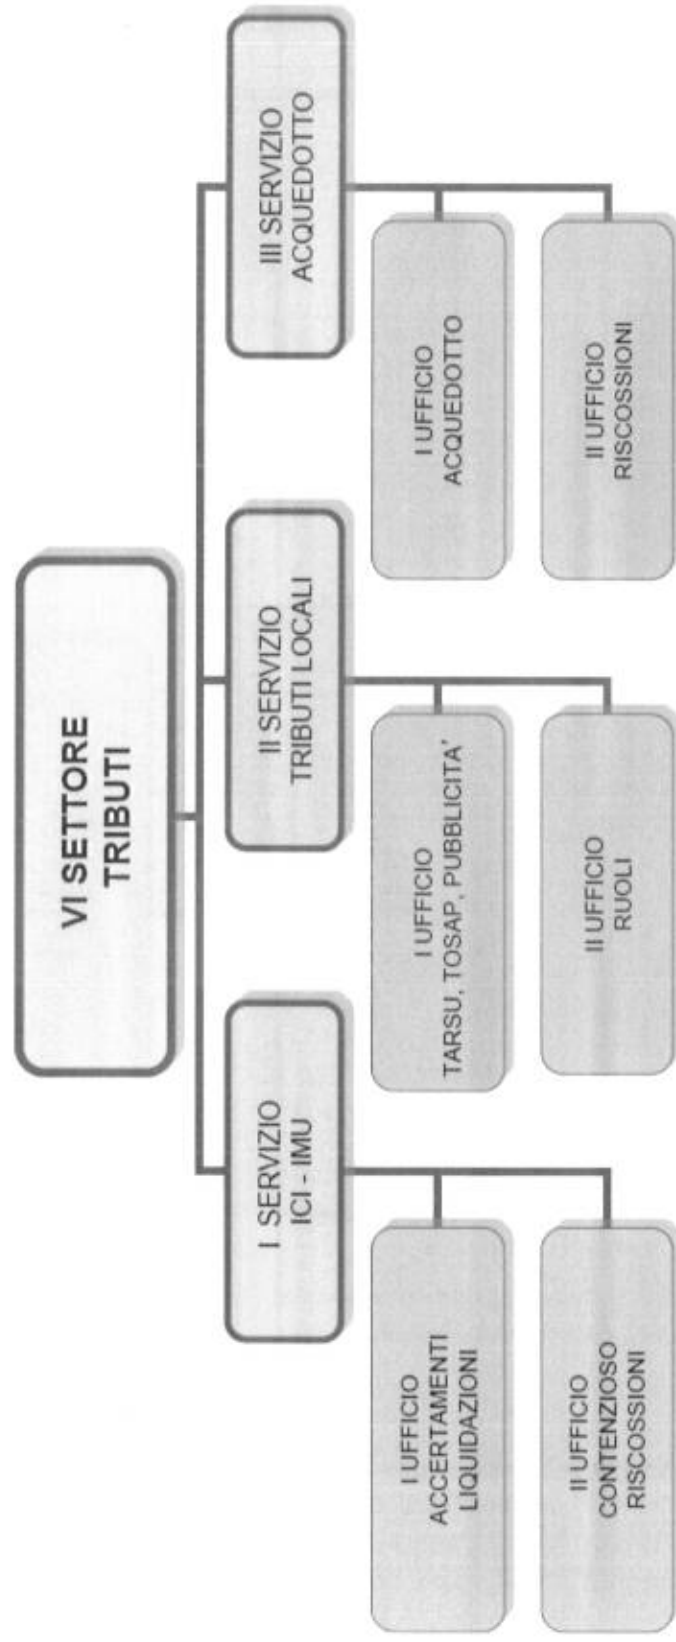 VI SETTORE
TRIBUTI
I SERVIZIO
ICI - IMU
I UFFICIO
ACCERTAMENTI
LIQUIDAZIONI
II UFFICIO
CONTENZIOSO
RISCOSSIONI
II SERVIZIO
TRIBUTI LOCALI
I UFFICIO
TARSU, TOSAP, PUBBLICITA'
II UFFICIO
RUOLI
III SERVIZIO
ACQUEDOTTO
I UFFICIO
ACQUEDOTTO
II UFFICIO
RISCOSSIONI